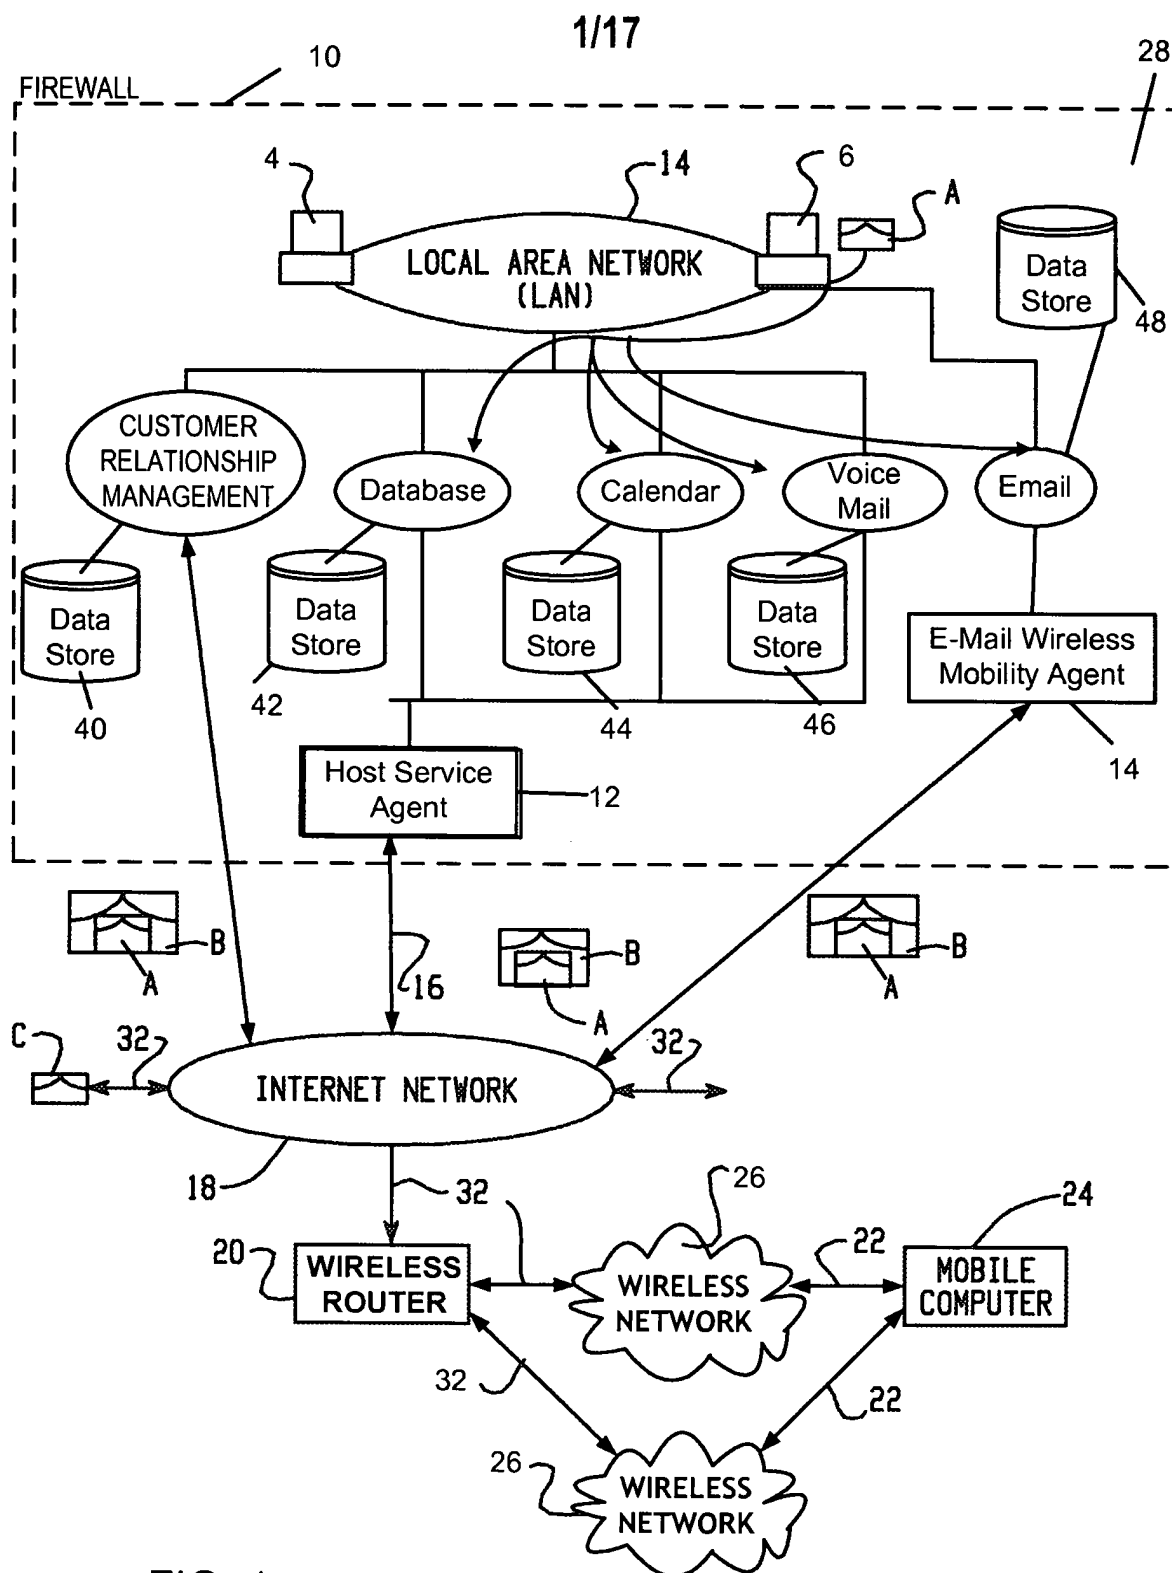 1/17
10
28
FIREWALL
4
14
6
A
LOCAL AREA NETWORK
(LAN)
Data
Store
48
CUSTOMER
RELATIONSHIP
MANAGEMENT
Database
Calendar
Voice
Mail
Email
Data
Store
40
Data
Store
42
Data
Store
44
Data
Store
46
E-Mail Wireless
Mobility Agent
14
Host Service
Agent
12
B
A
16
B
A
B
A
C
32
INTERNET NETWORK
32
18
32
26
24
20
WIRELESS
ROUTER
WIRELESS
NETWORK
22
MOBILE
COMPUTER
32
22
26
WIRELESS
NETWORK